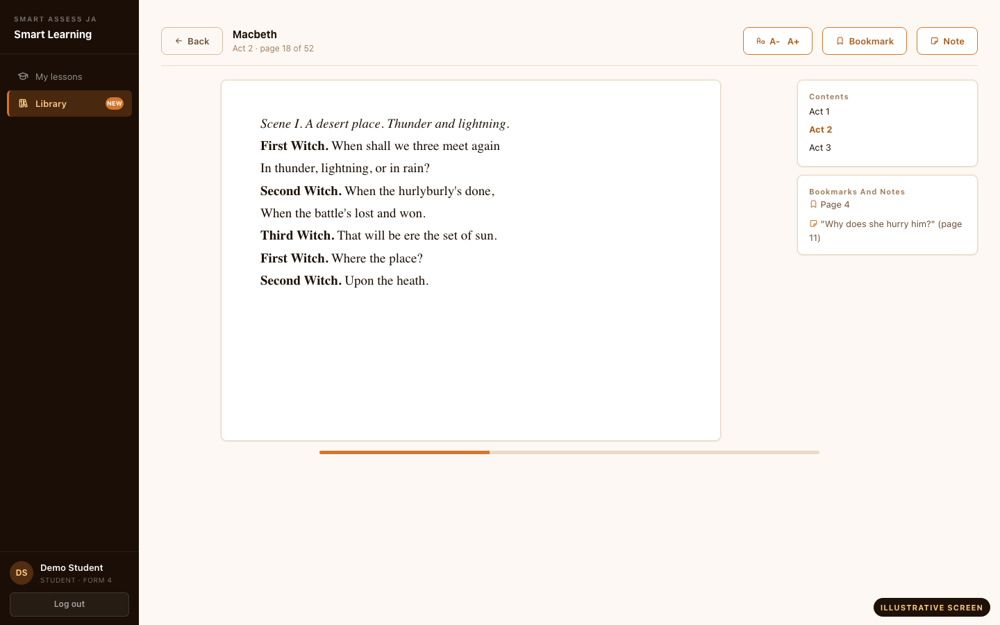 SMART ASSESS JA
Smart Learning
My lessons
Library NEW
DS
Demo Student
STUDENT · FORM 4
Log out
← Back
Macbeth
Act 2 · page 18 of 52
Aa A- A+
Bookmark
Note
Scene I. A desert place. Thunder and lightning.
First Witch. When shall we three meet again
In thunder, lightning, or in rain?
Second Witch. When the hurlyburly's done,
When the battle's lost and won.
Third Witch. That will be ere the set of sun.
First Witch. Where the place?
Second Witch. Upon the heath.
Contents
Act 1
Act 2
Act 3
Bookmarks And Notes
Page 4
"Why does she hurry him?" (page
11)
ILLUSTRATIVE SCREEN